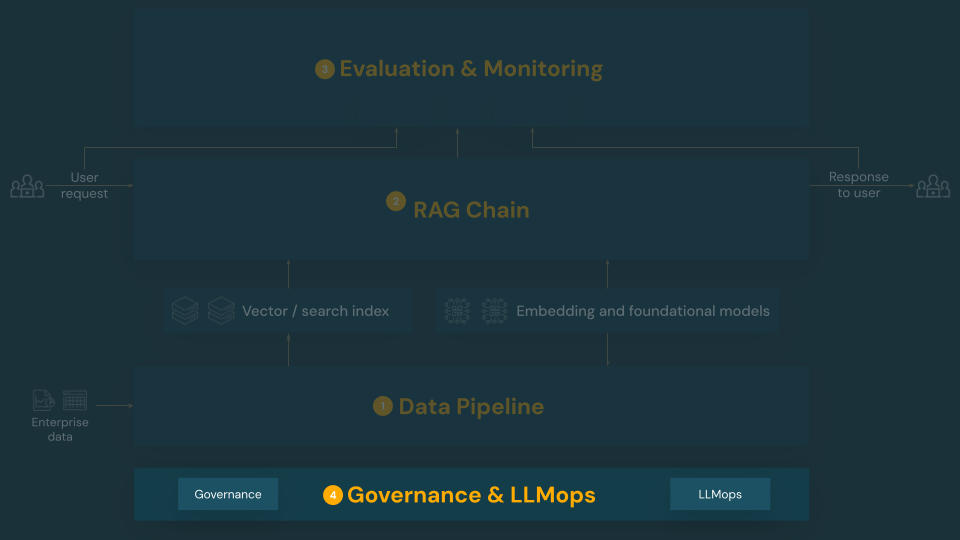 3 Evaluation & Monitoring
User
request
Response
to user
2 RAG Chain
Vector / search index
Embedding and foundational models
1 Data Pipeline
Enterprise
data
Governance
4 Governance & LLMops
LLMops